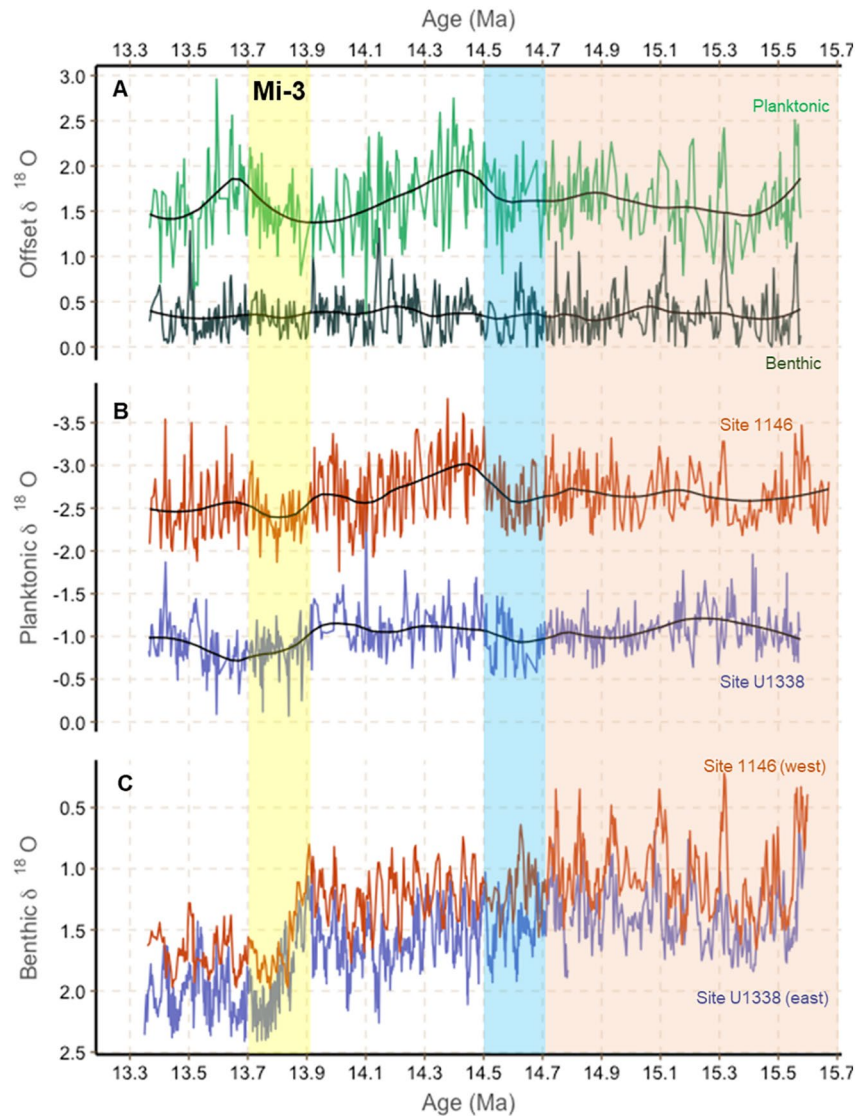 Age (Ma)
13.3 13.5 13.7 13.9 14.1 14.3 14.5 14.7 14.9 15.1 15.3 15.5 15.7
A
Mi-3
Planktonic
Offset δ 18 O
3.0
2.5
2.0
1.5
1.0
0.5
0.0
Benthic
B
Site 1146
Planktonic δ 18 O
-3.5
-3.0
-2.5
-2.0
-1.5
-1.0
-0.5
0.0
Site U1338
C
Site 1146 (west)
Benthic δ 18 O
0.5
1.0
1.5
2.0
2.5
Site U1338 (east)
13.3 13.5 13.7 13.9 14.1 14.3 14.5 14.7 14.9 15.1 15.3 15.5 15.7
Age (Ma)